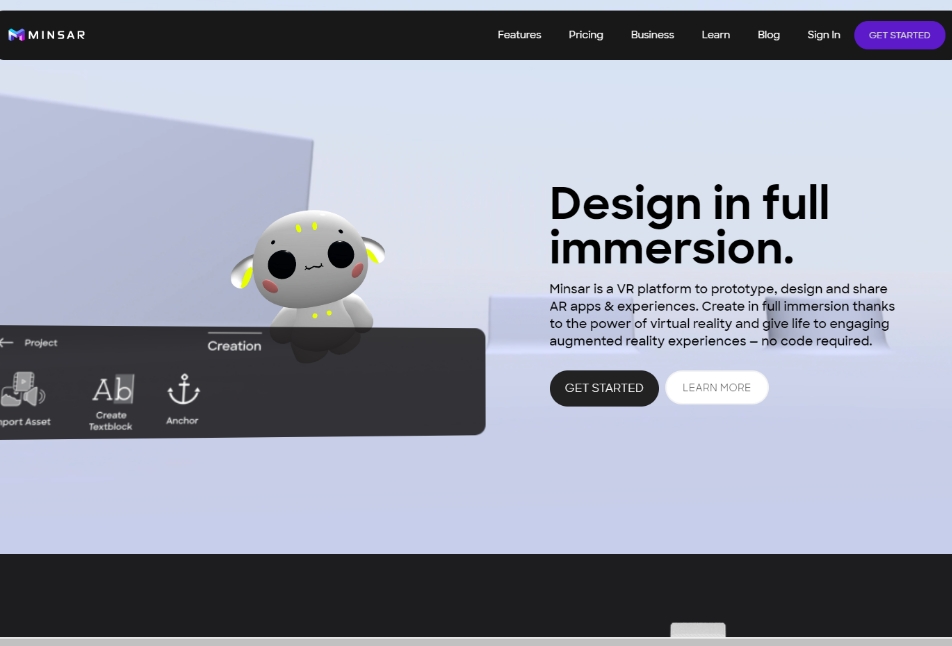 MINSAR
Features
Pricing
Business
Learn
Blog
Sign In
GET STARTED
Design in full
immersion.
Minsar is a VR platform to prototype, design and share
AR apps & experiences. Create in full immersion thanks
to the power of virtual reality and give life to engaging
augmented reality experiences – no code required.
GET STARTED
LEARN MORE
Project
Creation
Ab
mport Asset
Create
Textblock
Anchor